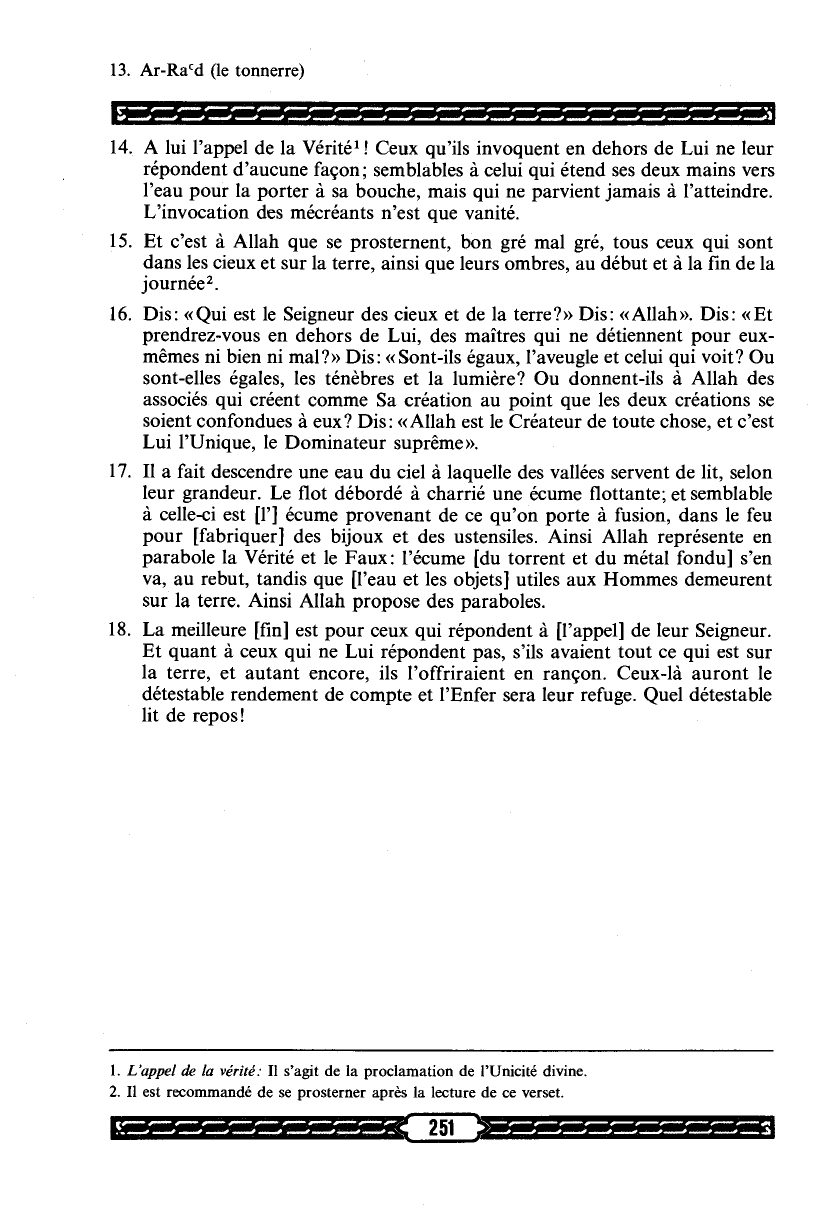 13. Ar-Raᶜd (le tonnerre)
14. A lui l'appel de la Vérité¹! Ceux qu'ils invoquent en dehors de Lui ne leur
répondent d'aucune façon; semblables à celui qui étend ses deux mains vers
l'eau pour la porter à sa bouche, mais qui ne parvient jamais à l'atteindre.
L'invocation des mécréants n'est que vanité.
15. Et c'est à Allah que se prosternent, bon gré mal gré, tous ceux qui sont
dans les cieux et sur la terre, ainsi que leurs ombres, au début et à la fin de la
journée².
16. Dis: «Qui est le Seigneur des cieux et de la terre?» Dis: «Allah». Dis: «Et
prendrez-vous en dehors de Lui, des maîtres qui ne détiennent pour eux-
mêmes ni bien ni mal?» Dis: «Sont-ils égaux, l'aveugle et celui qui voit? Ou
sont-elles égales, les ténèbres et la lumière? Ou donnent-ils à Allah des
associés qui créent comme Sa création au point que les deux créations se
soient confondues à eux? Dis: «Allah est le Créateur de toute chose, et c'est
Lui l'Unique, le Dominateur suprême».
17. Il a fait descendre une eau du ciel à laquelle des vallées servent de lit, selon
leur grandeur. Le flot débordé à charrié une écume flottante; et semblable
à celle-ci est [l'] écume provenant de ce qu'on porte à fusion, dans le feu
pour [fabriquer] des bijoux et des ustensiles. Ainsi Allah représente en
parabole la Vérité et le Faux: l'écume [du torrent et du métal fondu] s'en
va, au rebut, tandis que [l'eau et les objets] utiles aux Hommes demeurent
sur la terre. Ainsi Allah propose des paraboles.
18. La meilleure [fin] est pour ceux qui répondent à [l'appel] de leur Seigneur.
Et quant à ceux qui ne Lui répondent pas, s'ils avaient tout ce qui est sur
la terre, et autant encore, ils l'offriraient en rançon. Ceux-là auront le
détestable rendement de compte et l'Enfer sera leur refuge. Quel détestable
lit de repos!
1. L'appel de la vérité: Il s'agit de la proclamation de l'Unicité divine.
2. Il est recommandé de se prosterner après la lecture de ce verset.
251